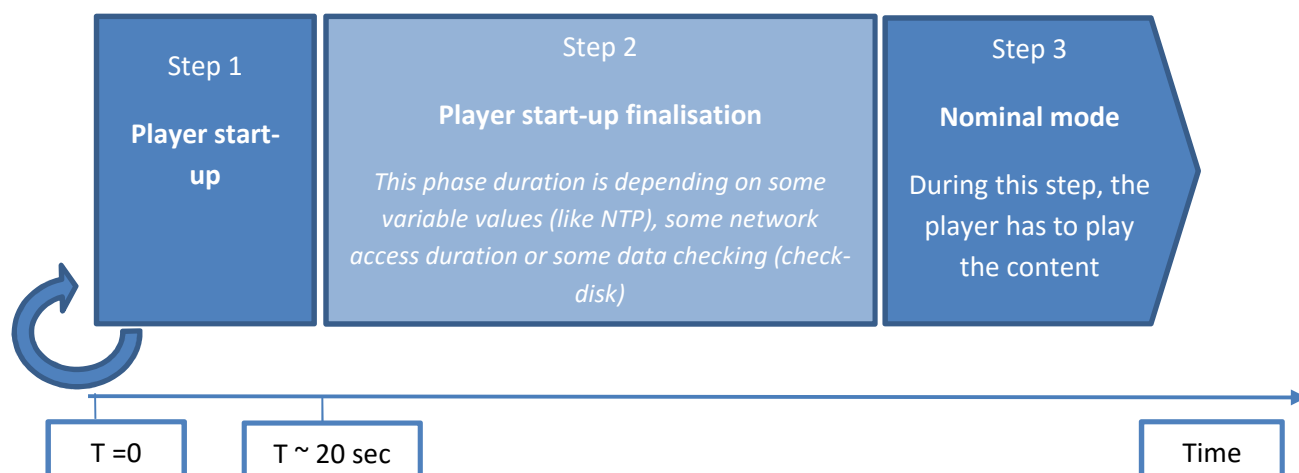 Step 1
Player start-
up
Step 2
Player start-up finalisation
This phase duration is depending on some
variable values (like NTP), some network
access duration or some data checking (check-
disk)
Step 3
Nominal mode
During this step, the
player has to play
the content
T =0
T ~ 20 sec
Time